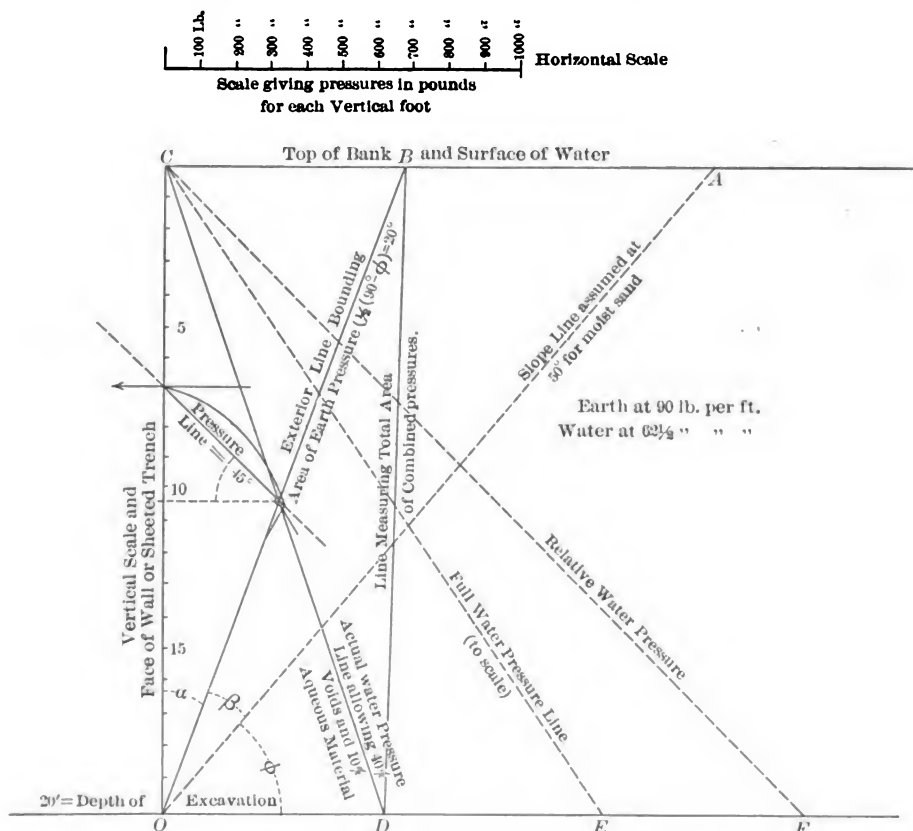 100 Lb.
200 "
300 "
400 "
500 "
600 "
700 "
800 "
900 "
1000 "
Horizontal Scale
Scale giving pressures in pounds
for each Vertical foot
C
Top of Bank B and Surface of Water
A
Exterior Line Bounding
Area of Earth Pressure (½(90°-ϕ)=20°
Slope Line assumed at
50° for moist sand
5
Pressure
Line =
45°
Line Measuring Total Area
of Combined pressures.
Earth at 90 lb. per ft.
Water at 62½ " " "
10
Vertical Scale and
Face of Wall or Sheeted Trench
Full Water Pressure Line
(to scale)
Relative Water Pressure
15
Actual water Pressure
Line allowing 40%
Voids and 10%
Aqueous Material
α
β
ϕ
20'= Depth of Excavation
O
D
E
F